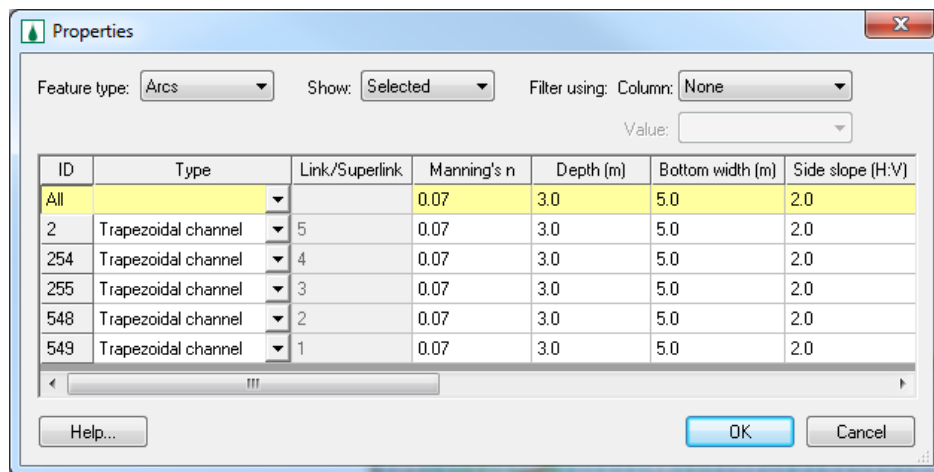 Properties
Feature type: Arcs Show: Selected Filter using: Column: None
Value:
ID Type Link/Superlink Manning's n Depth (m) Bottom width (m) Side slope (H:V)
All 0.07 3.0 5.0 2.0
2 Trapezoidal channel 5 0.07 3.0 5.0 2.0
254 Trapezoidal channel 4 0.07 3.0 5.0 2.0
255 Trapezoidal channel 3 0.07 3.0 5.0 2.0
548 Trapezoidal channel 2 0.07 3.0 5.0 2.0
549 Trapezoidal channel 1 0.07 3.0 5.0 2.0
Help... OK Cancel